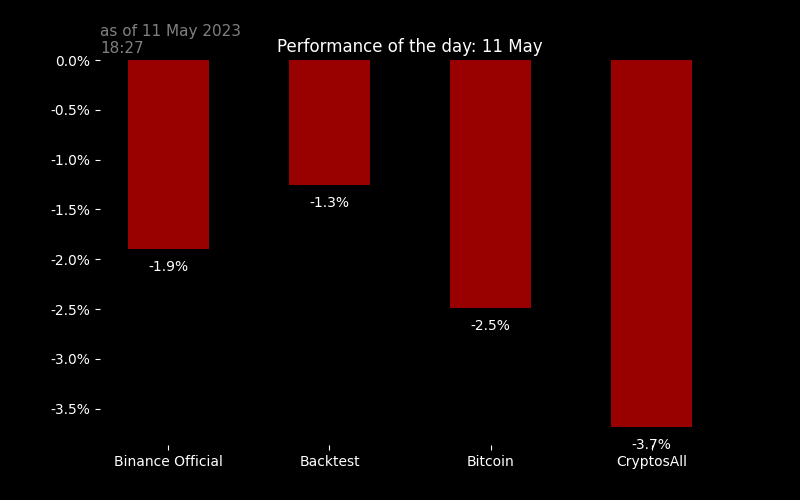 as of 11 May 2023
18:27
Performance of the day: 11 May
0.0%
-0.5%
-1.0%
-1.5%
-2.0%
-2.5%
-3.0%
-3.5%
-1.9%
-1.3%
-2.5%
-3.7%
Binance Official
Backtest
Bitcoin
CryptosAll